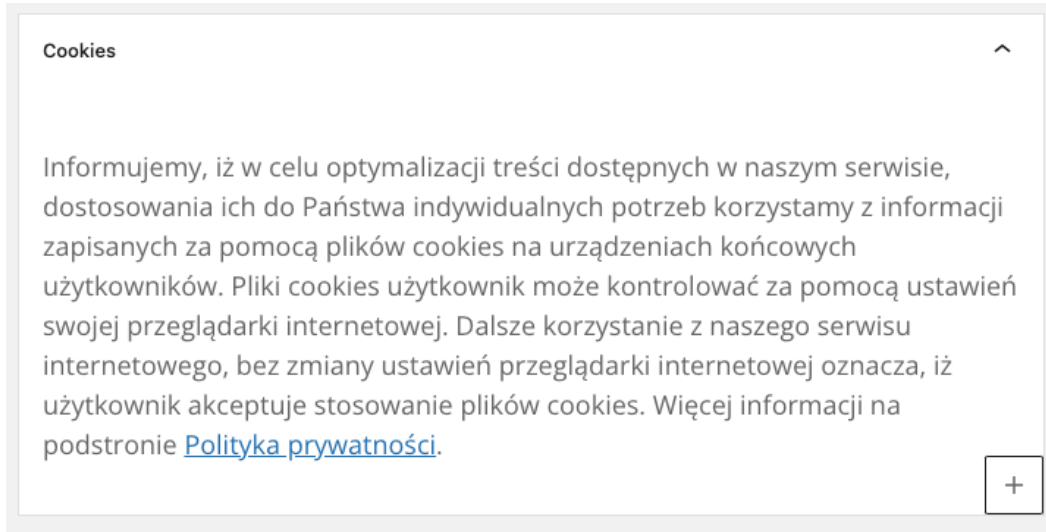 Cookies
Informujemy, iż w celu optymalizacji treści dostępnych w naszym serwisie,
dostosowania ich do Państwa indywidualnych potrzeb korzystamy z informacji
zapisanych za pomocą plików cookies na urządzeniach końcowych
użytkowników. Pliki cookies użytkownik może kontrolować za pomocą ustawień
swojej przeglądarki internetowej. Dalsze korzystanie z naszego serwisu
internetowego, bez zmiany ustawień przeglądarki internetowej oznacza, iż
użytkownik akceptuje stosowanie plików cookies. Więcej informacji na
podstronie Polityka prywatności.